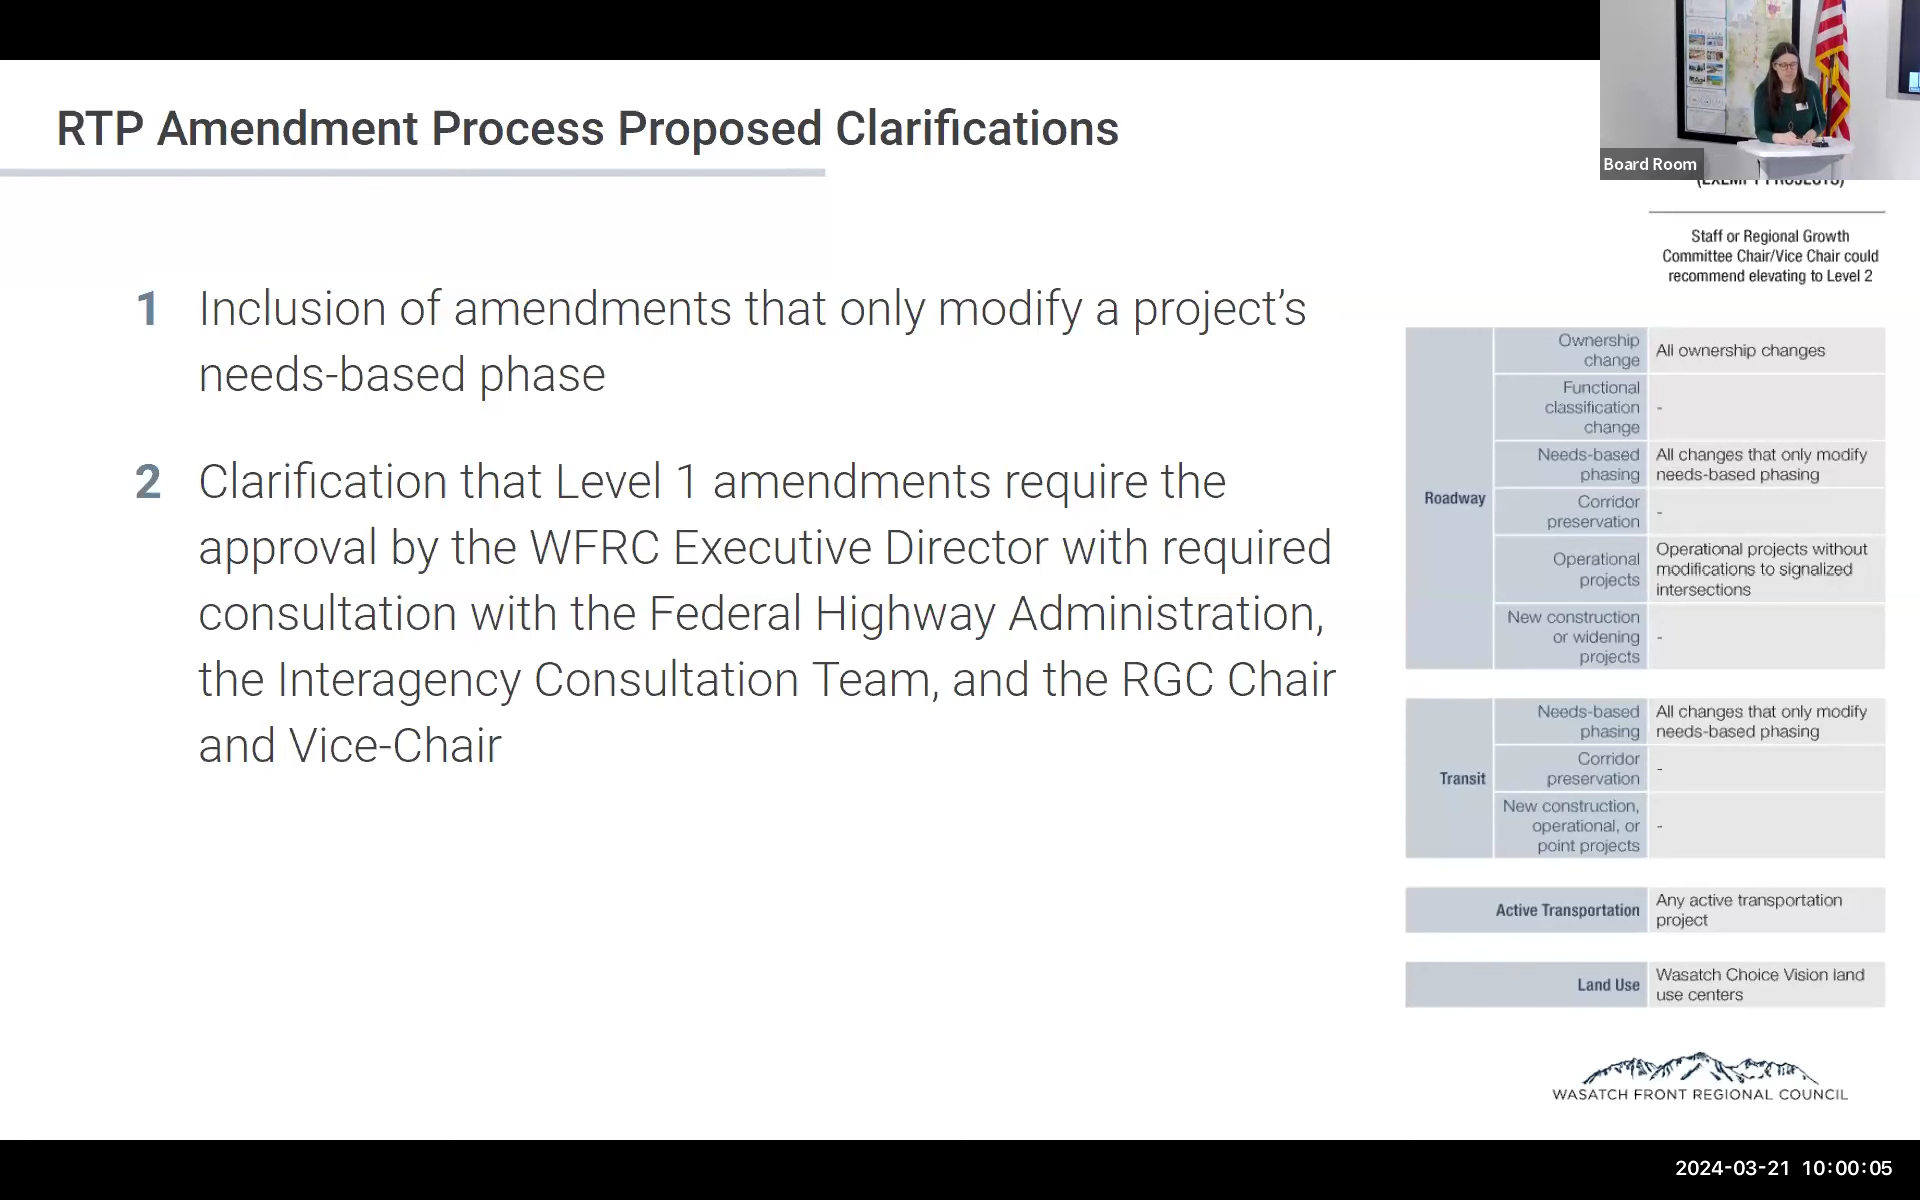 RTP Amendment Process Proposed Clarifications
Board Room
(EXEMPT PROJECTS)
Staff or Regional Growth
Committee Chair/Vice Chair could
recommend elevating to Level 2
1 Inclusion of amendments that only modify a project’s
needs-based phase
2 Clarification that Level 1 amendments require the
approval by the WFRC Executive Director with required
consultation with the Federal Highway Administration,
the Interagency Consultation Team, and the RGC Chair
and Vice-Chair
Roadway
Ownership
change
All ownership changes
Functional
classification
change
-
Needs-based
phasing
All changes that only modify
needs-based phasing
Corridor
preservation
-
Operational
projects
Operational projects without
modifications to signalized
intersections
New construction
or widening
projects
-
Transit
Needs-based
phasing
All changes that only modify
needs-based phasing
Corridor
preservation
-
New construction,
operational, or
point projects
-
Active Transportation
Any active transportation
project
Land Use
Wasatch Choice Vision land
use centers
WASATCH FRONT REGIONAL COUNCIL
2024-03-21 10:00:05